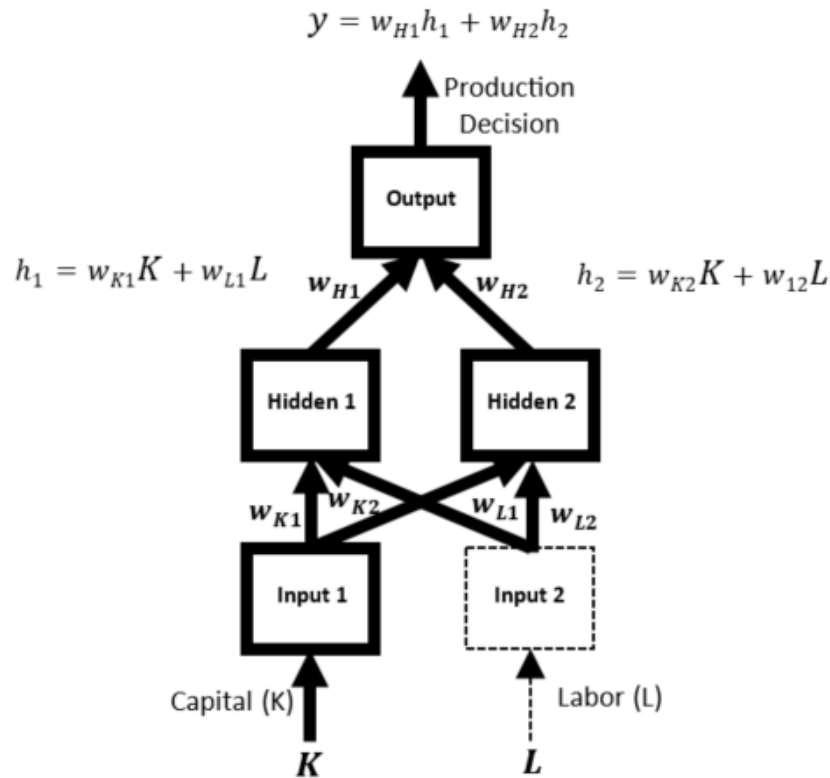 y = w_{H1}h_1 + w_{H2}h_2
Production
Decision
Output
h_1 = w_{K1}K + w_{L1}L
w_{H1}
w_{H2}
h_2 = w_{K2}K + w_{12}L
Hidden 1
Hidden 2
w_{K1}
w_{K2}
w_{L1}
w_{L2}
Input 1
Input 2
Capital (K)
Labor (L)
K
L